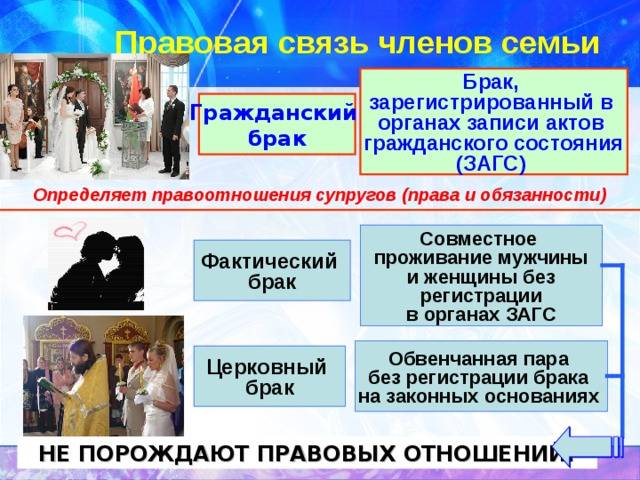 Правовая связь членов семьи
Гражданский
брак
Брак,
зарегистрированный в
органах записи актов
гражданского состояния
(ЗАГС)
Определяет правоотношения супругов (права и обязанности)
Фактический
брак
Совместное
проживание мужчины
и женщины без
регистрации
в органах ЗАГС
Церковный
брак
Обвенчанная пара
без регистрации брака
на законных основаниях
НЕ ПОРОЖДАЮТ ПРАВОВЫХ ОТНОШЕНИЙ.